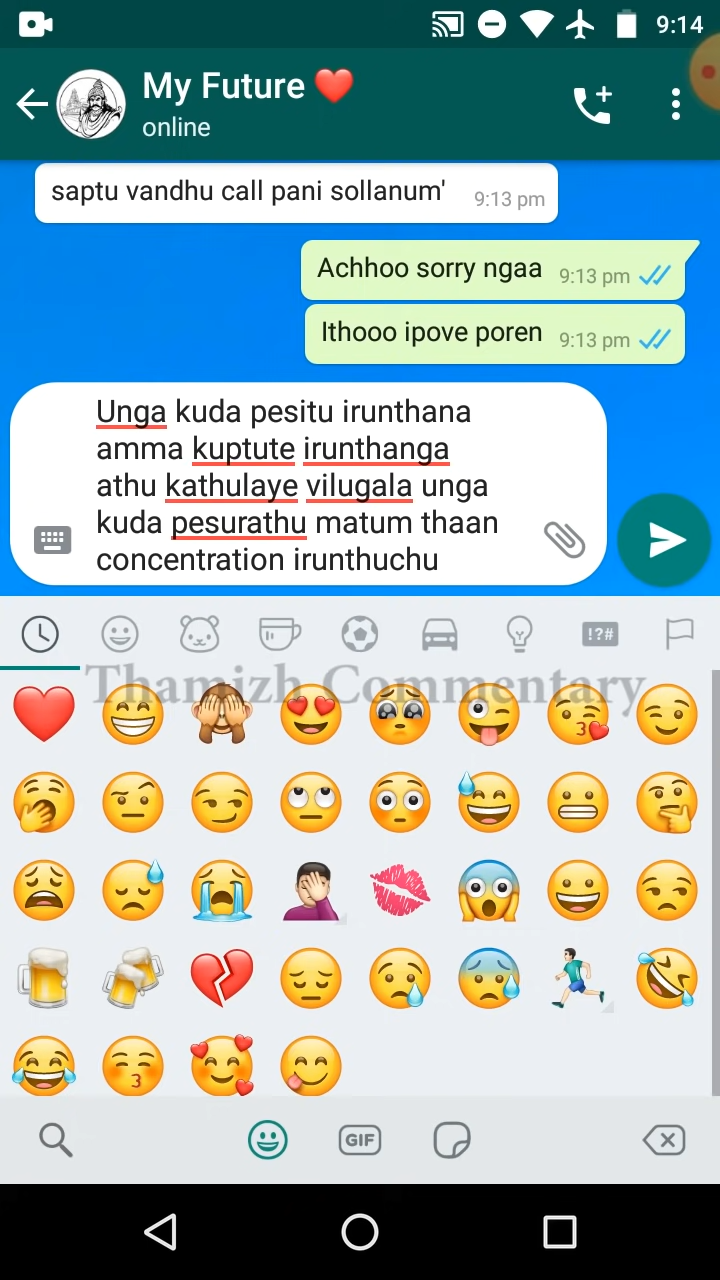 9:14
My Future ❤️
online
saptu vandhu call pani sollanum' 9:13 pm
Achhoo sorry ngaa 9:13 pm
Ithooo ipove poren 9:13 pm
Unga kuda pesitu irunthana
amma kuptute irunthanga
athu kathulaye vilugala unga
kuda pesurathu matum thaan
concentration irunthuchu
!?#
Thamizh Commentary
GIF